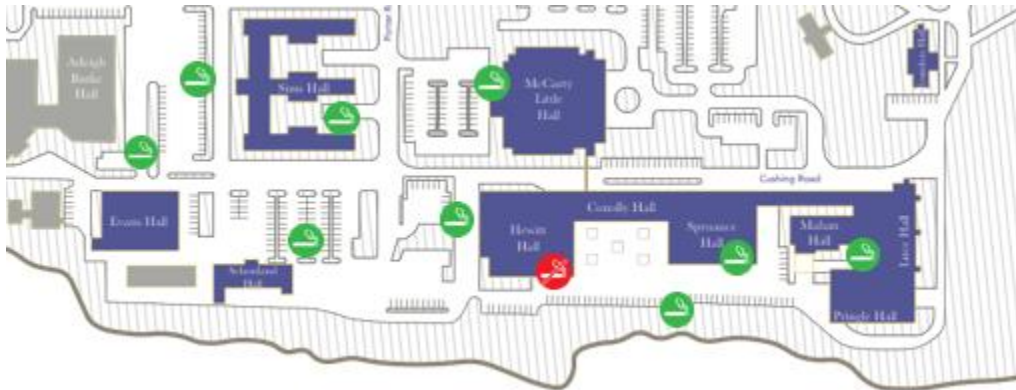 Arleigh
Burke
Hall
Sims Hall
McCarty
Little
Hall
Cushing Road
Evans Hall
Conolly Hall
Hewitt
Hall
Spruance
Hall
Mahan
Hall
Luce Hall
Schonland
Hall
Pringle Hall